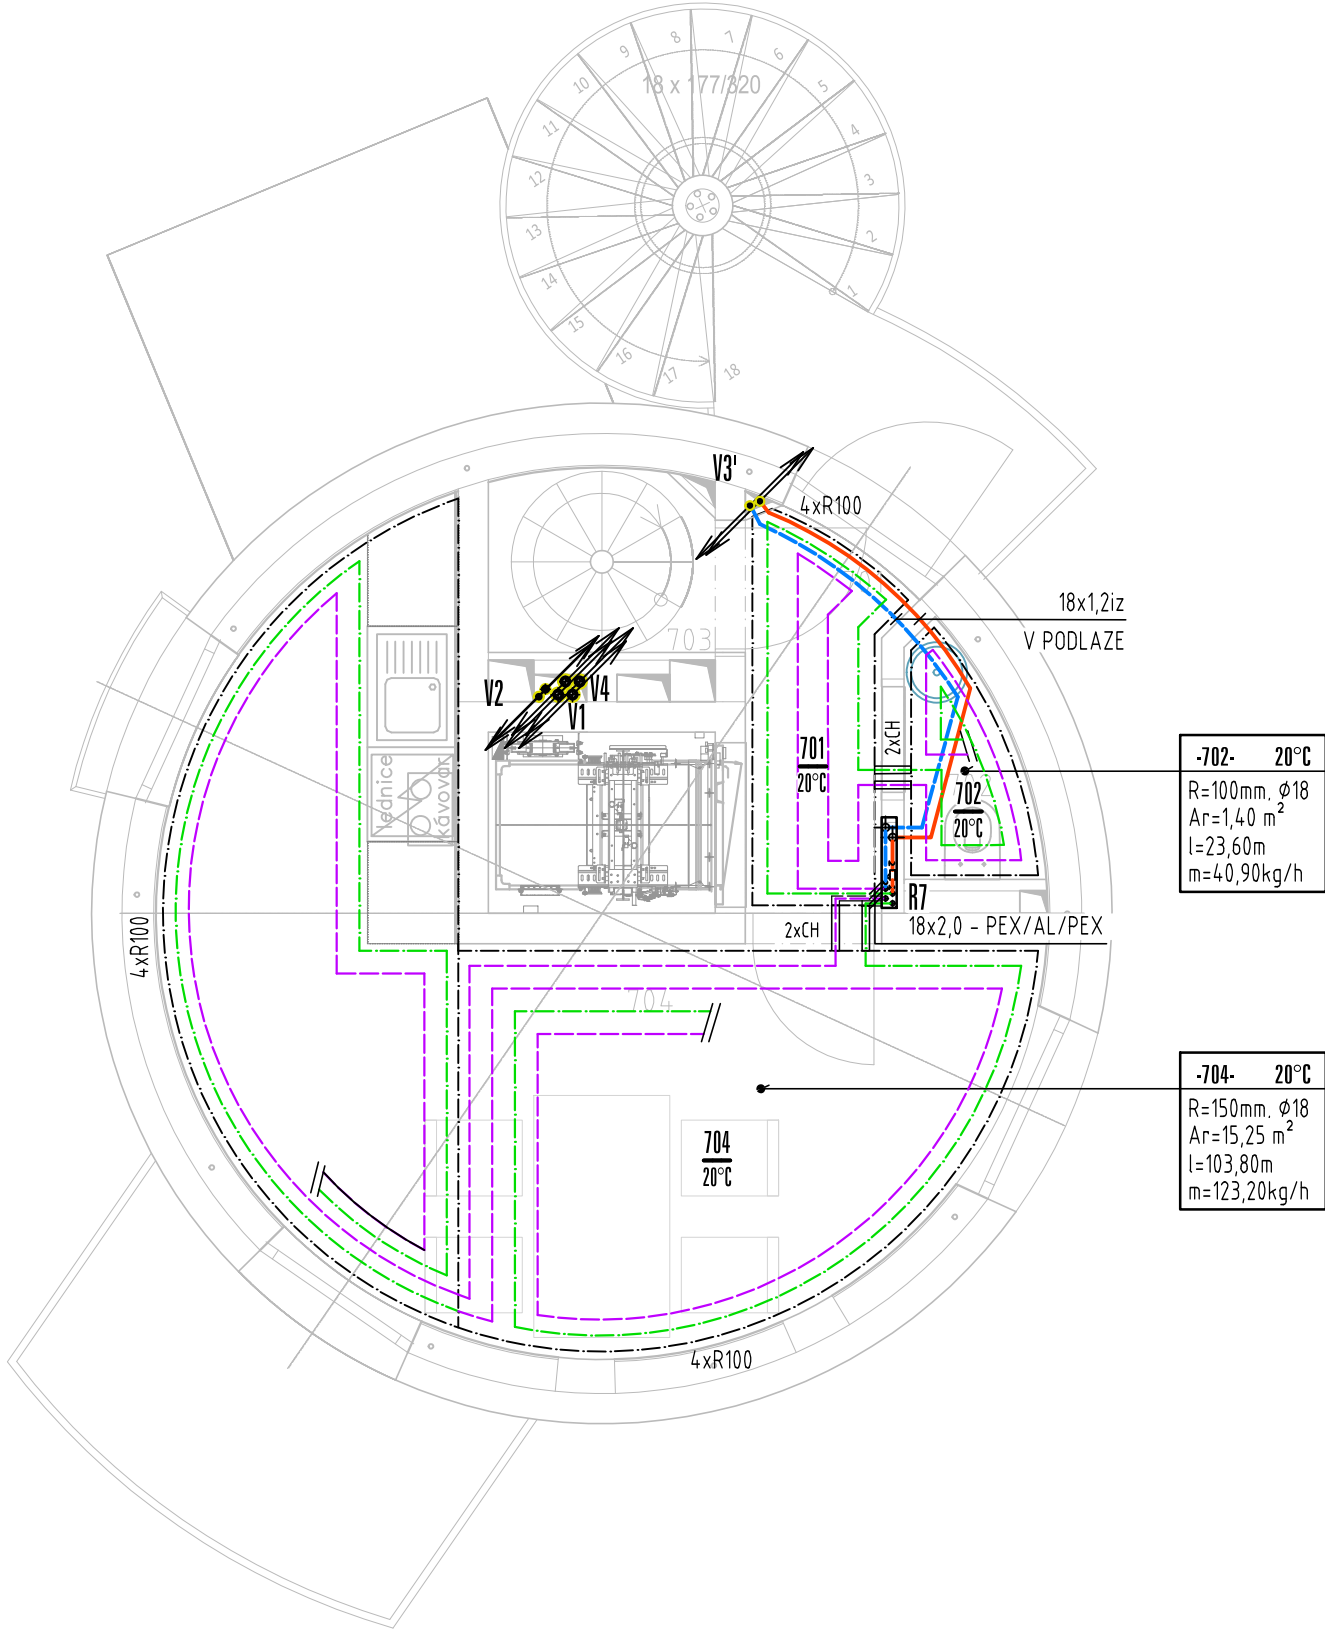 18 x 177/320
1
2
3
4
5
6
7
8
9
10
11
12
13
14
15
16
17
18
V3'
4xR100
18x1,2iz
V PODLAZE
703
V2
V4
V1
701
20°C
2xCH
702
20°C
lednice
kávovar
-702- 20°C
R=100mm, Ø18
Ar=1,40 m²
l=23,60m
m=40,90kg/h
R7
18x2,0 - PEX/AL/PEX
2xCH
4xR100
704
704
20°C
-704- 20°C
R=150mm, Ø18
Ar=15,25 m²
l=103,80m
m=123,20kg/h
4xR100